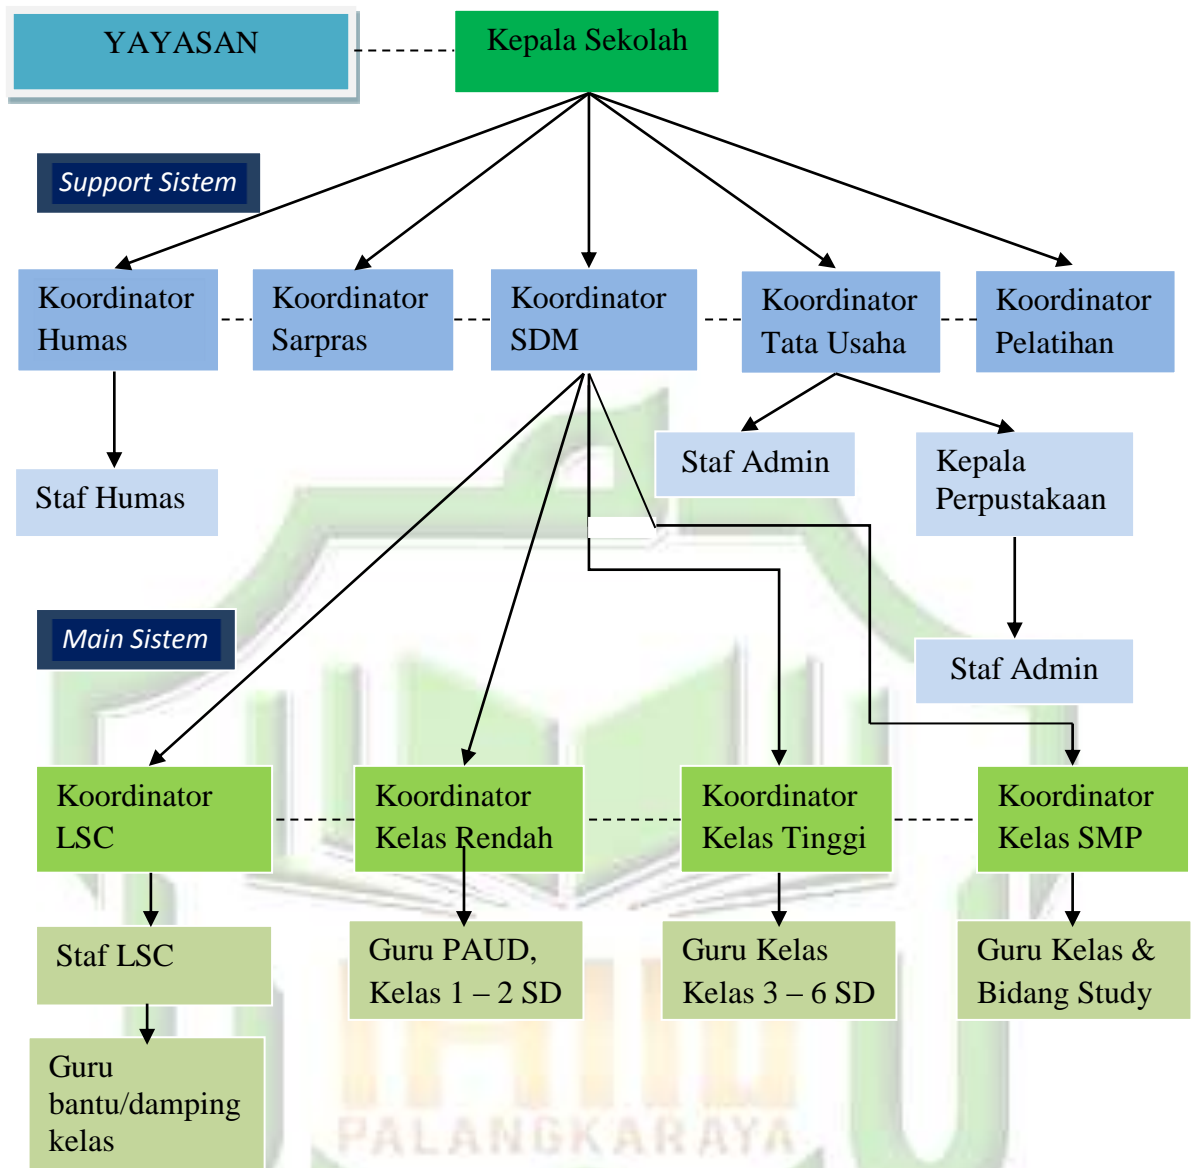 YAYASAN
Kepala Sekolah
Support Sistem
Koordinator
Humas
Koordinator
Sarpras
Koordinator
SDM
Koordinator
Tata Usaha
Koordinator
Pelatihan
Staf Humas
Staf Admin
Kepala
Perpustakaan
Staf Admin
Main Sistem
Koordinator
LSC
Koordinator
Kelas Rendah
Koordinator
Kelas Tinggi
Koordinator
Kelas SMP
Staf LSC
Guru PAUD,
Kelas 1 – 2 SD
Guru Kelas
Kelas 3 – 6 SD
Guru Kelas &
Bidang Study
Guru
bantu/damping
kelas
PALANGKARAYA